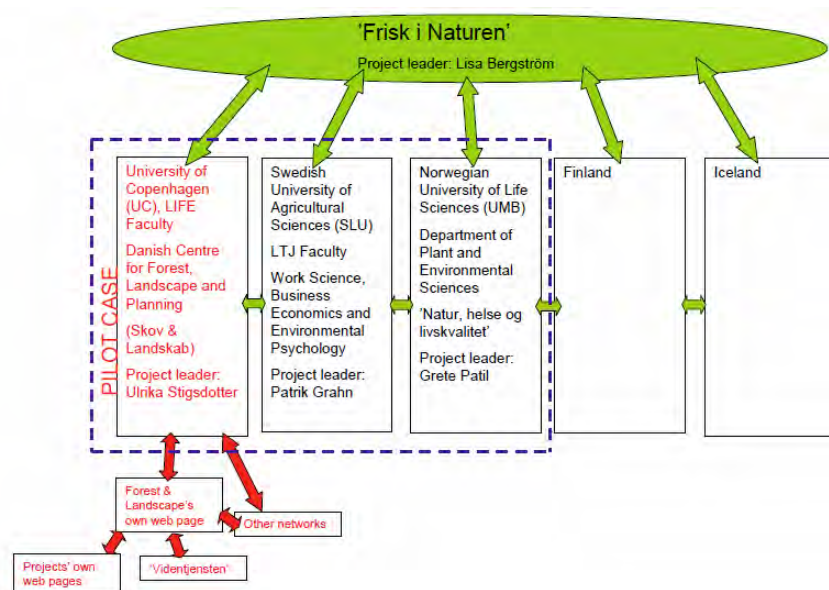 'Frisk i Naturen'
Project leader: Lisa Bergström
PILOT CASE
University of
Copenhagen
(UC), LIFE
Faculty
Danish Centre
for Forest,
Landscape and
Planning
(Skov &
Landskab)
Project leader:
Ulrika Stigsdotter
Swedish
University of
Agricultural
Sciences (SLU)
LTJ Faculty
Work Science,
Business
Economics and
Environmental
Psychology
Project leader:
Patrik Grahn
Norwegian
University of Life
Sciences (UMB)
Department of
Plant and
Environmental
Sciences
'Natur, helse og
livskvalitet'
Project leader:
Grete Patil
Finland
Iceland
Forest &
Landscape's
own web page
Other networks
Projects' own
web pages
'Videntjensten'